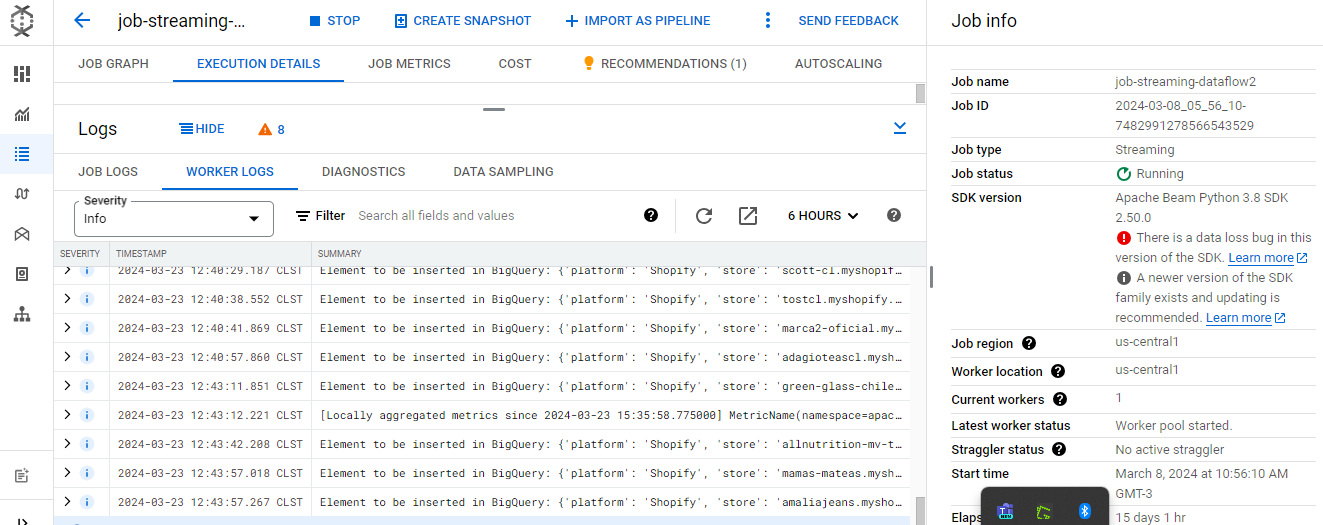 job-streaming-...
STOP
CREATE SNAPSHOT
IMPORT AS PIPELINE
SEND FEEDBACK
JOB GRAPH
EXECUTION DETAILS
JOB METRICS
COST
RECOMMENDATIONS (1)
AUTOSCALING
Logs
HIDE
8
JOB LOGS
WORKER LOGS
DIAGNOSTICS
DATA SAMPLING
Severity
Info
Filter
Search all fields and values
6 HOURS
SEVERITY TIMESTAMP SUMMARY
2024-03-23 12:40:29.187 CLST Element to be inserted in BigQuery: {'platform': 'Shopify', 'store': 'scott-cl.myshopif…
2024-03-23 12:40:38.552 CLST Element to be inserted in BigQuery: {'platform': 'Shopify', 'store': 'tostcl.myshopify.…
2024-03-23 12:40:41.869 CLST Element to be inserted in BigQuery: {'platform': 'Shopify', 'store': 'marca2-oficial.my…
2024-03-23 12:40:57.860 CLST Element to be inserted in BigQuery: {'platform': 'Shopify', 'store': 'adagioteascl.mysh…
2024-03-23 12:43:11.851 CLST Element to be inserted in BigQuery: {'platform': 'Shopify', 'store': 'green-glass-chile…
2024-03-23 12:43:12.221 CLST [Locally aggregated metrics since 2024-03-23 15:35:58.775000] MetricName(namespace=apac…
2024-03-23 12:43:42.208 CLST Element to be inserted in BigQuery: {'platform': 'Shopify', 'store': 'allnutrition-mv-t…
2024-03-23 12:43:57.018 CLST Element to be inserted in BigQuery: {'platform': 'Shopify', 'store': 'mamas-mateas.mysh…
2024-03-23 12:43:57.267 CLST Element to be inserted in BigQuery: {'platform': 'Shopify', 'store': 'amaliajeans.mysho…
Job info
Job name job-streaming-dataflow2
Job ID 2024-03-08_05_56_10-
7482991278566543529
Job type Streaming
Job status Running
SDK version Apache Beam Python 3.8 SDK
2.50.0
There is a data loss bug in this
version of the SDK. Learn more
A newer version of the SDK
family exists and updating is
recommended. Learn more
Job region us-central1
Worker location us-central1
Current workers 1
Latest worker status Worker pool started.
Straggler status No active straggler
Start time March 8, 2024 at 10:56:10 AM
GMT-3
Elaps 15 days 1 hr